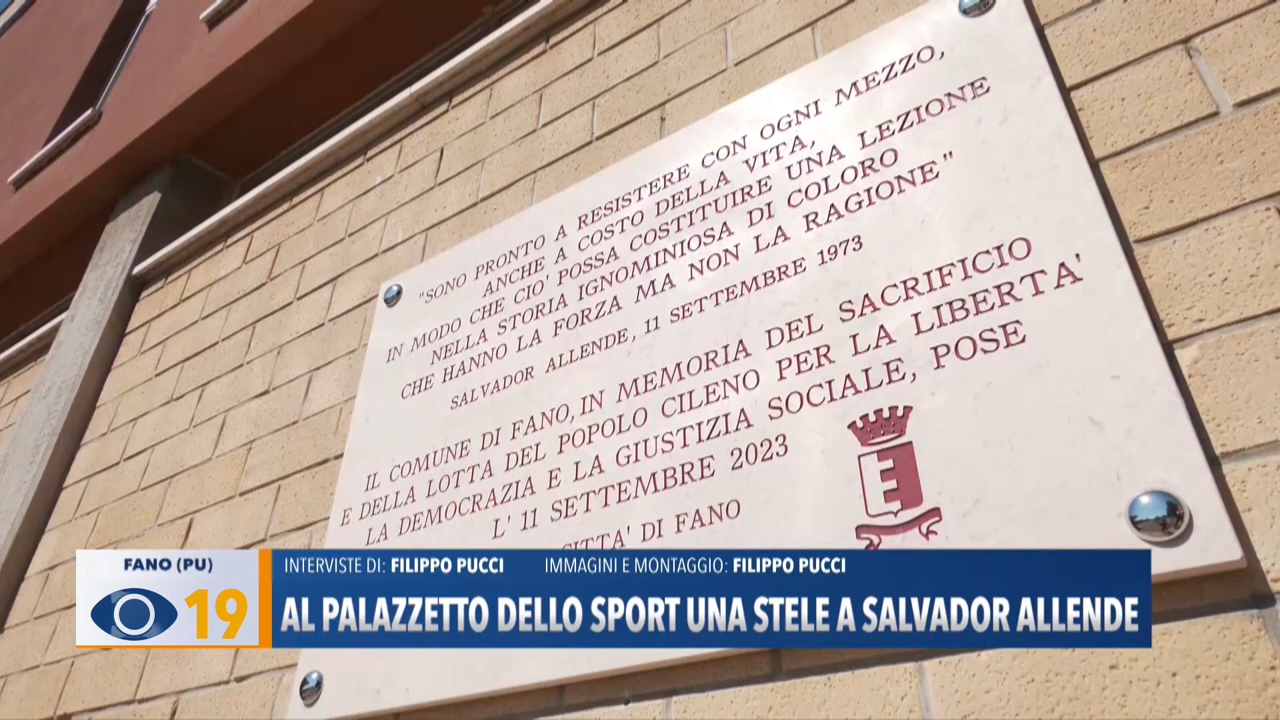 "SONO PRONTO A RESISTERE CON OGNI MEZZO,
ANCHE A COSTO DELLA VITA,
IN MODO CHE CIO' POSSA COSTITUIRE UNA LEZIONE
NELLA STORIA IGNOMINIOSA DI COLORO
CHE HANNO LA FORZA MA NON LA RAGIONE"
SALVADOR ALLENDE, 11 SETTEMBRE 1973
IL COMUNE DI FANO, IN MEMORIA DEL SACRIFICIO
E DELLA LOTTA DEL POPOLO CILENO PER LA LIBERTA'
LA DEMOCRAZIA E LA GIUSTIZIA SOCIALE, POSE
L' 11 SETTEMBRE 2023
CITTA' DI FANO
FANO (PU)
19
INTERVISTE DI: FILIPPO PUCCI IMMAGINI E MONTAGGIO: FILIPPO PUCCI
AL PALAZZETTO DELLO SPORT UNA STELE A SALVADOR ALLENDE